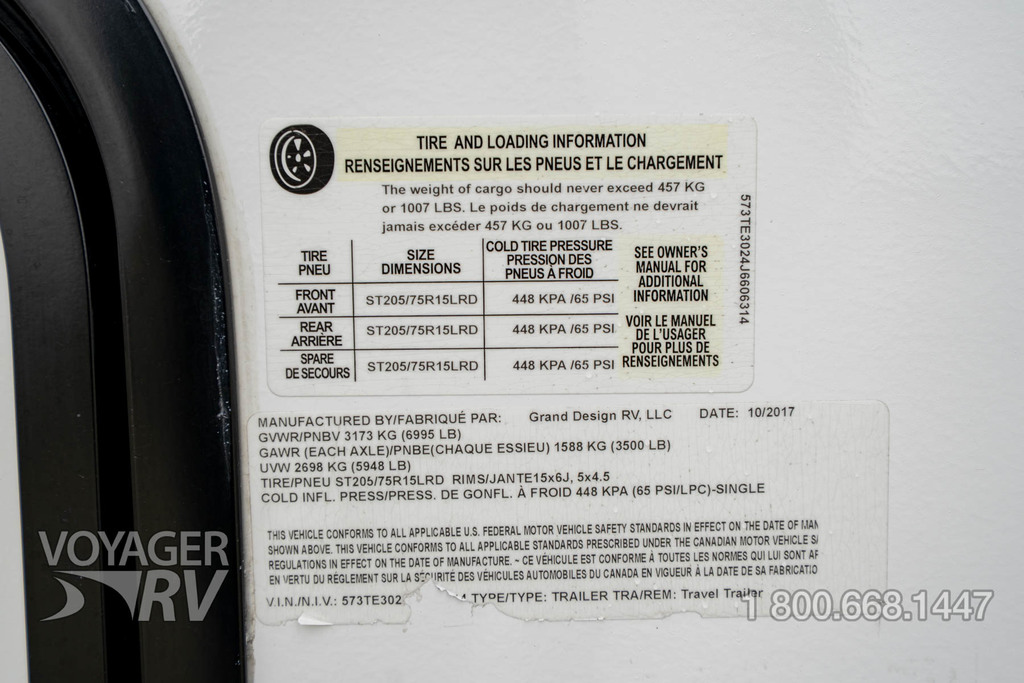 TIRE AND LOADING INFORMATION
RENSEIGNEMENTS SUR LES PNEUS ET LE CHARGEMENT
The weight of cargo should never exceed 457 KG
or 1007 LBS. Le poids de chargement ne devrait
jamais excéder 457 KG ou 1007 LBS.
TIRE
PNEU
SIZE
DIMENSIONS
COLD TIRE PRESSURE
PRESSION DES
PNEUS À FROID
FRONT
AVANT
ST205/75R15LRD
448 KPA /65 PSI
REAR
ARRIÈRE
ST205/75R15LRD
448 KPA /65 PSI
SPARE
DE SECOURS
ST205/75R15LRD
448 KPA /65 PSI
SEE OWNER'S
MANUAL FOR
ADDITIONAL
INFORMATION
VOIR LE MANUEL
DE L'USAGER
POUR PLUS DE
RENSEIGNEMENTS
573TE3024J6606314
MANUFACTURED BY/FABRIQUÉ PAR: Grand Design RV, LLC DATE: 10/2017
GVWR/PNBV 3173 KG (6995 LB)
GAWR (EACH AXLE)/PNBE(CHAQUE ESSIEU) 1588 KG (3500 LB)
UVW 2698 KG (5948 LB)
TIRE/PNEU ST205/75R15LRD RIMS/JANTE15x6J, 5x4.5
COLD INFL. PRESS/PRESS. DE GONFL. À FROID 448 KPA (65 PSI/LPC)-SINGLE
THIS VEHICLE CONFORMS TO ALL APPLICABLE U.S. FEDERAL MOTOR VEHICLE SAFETY STANDARDS IN EFFECT ON THE DATE OF MAN
SHOWN ABOVE. THIS VEHICLE CONFORMS TO ALL APPLICABLE STANDARDS PRESCRIBED UNDER THE CANADIAN MOTOR VEHICLE SA
REGULATIONS IN EFFECT ON THE DATE OF MANUFACTURE. - CE VÉHICULE EST CONFORME À TOUTES LES NORMES QUI LUI SONT AP
EN VERTU DU RÈGLEMENT SUR LA SÉCURITÉ DES VÉHICULES AUTOMOBILES DU CANADA EN VIGUEUR À LA DATE DE SA FABRICATIO
V.I.N./N.I.V.: 573TE302 4 TYPE/TYPE: TRAILER TRA/REM: Travel Trailer
VOYAGER
RV
1 800.668.1447